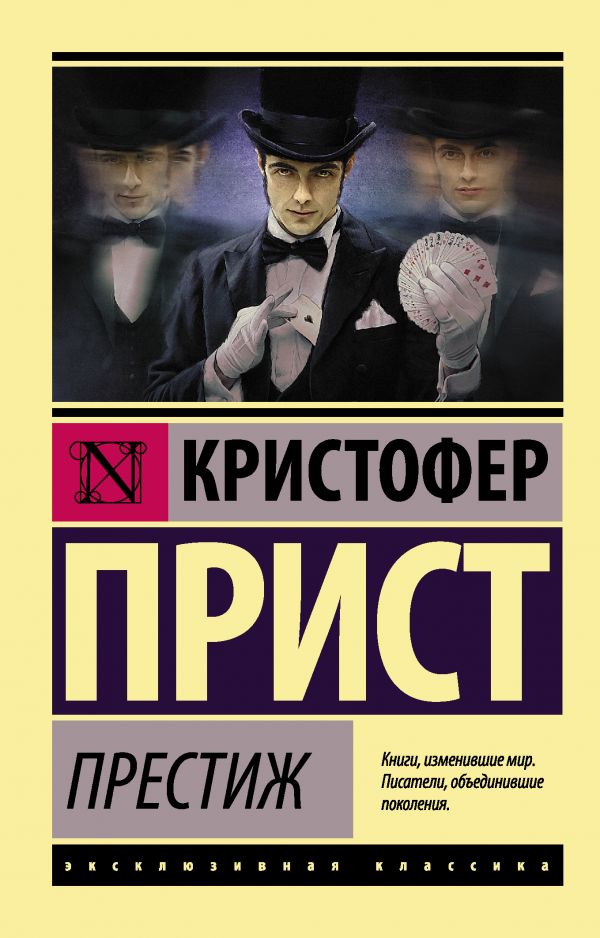 N КРИСТОФЕР
ПРИСТ
ПРЕСТИЖ
Книги, изменившие мир.
Писатели, объединившие
поколения.
эксклюзивная классика